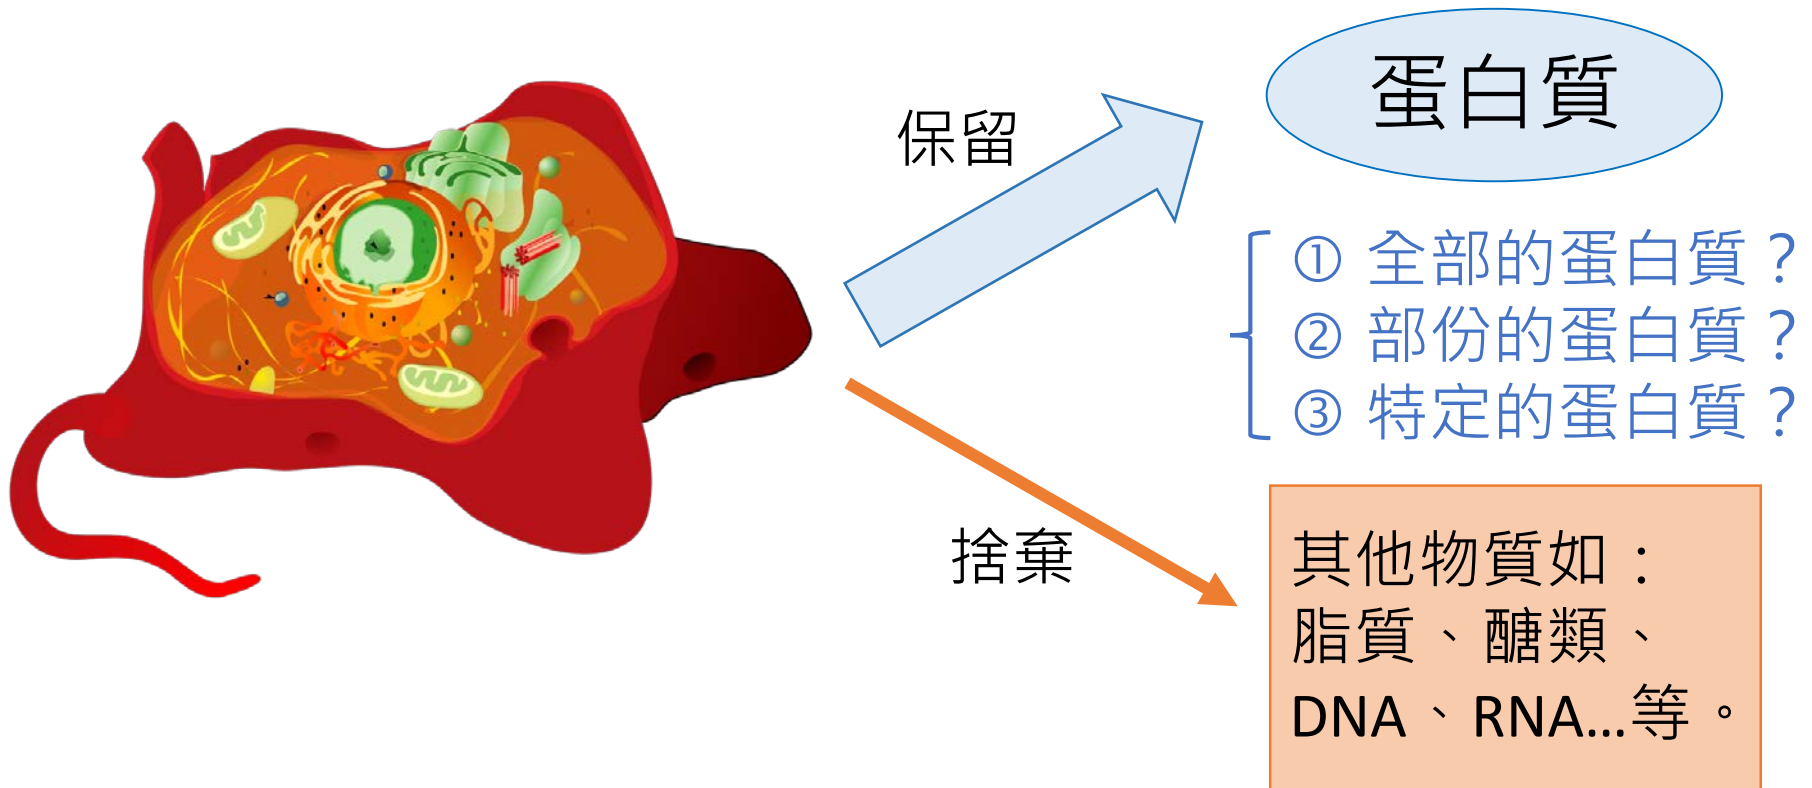 保留
蛋白質
① 全部的蛋白質？
② 部份的蛋白質？
③ 特定的蛋白質？
捨棄
其他物質如：
脂質、醣類、
DNA、RNA…等。